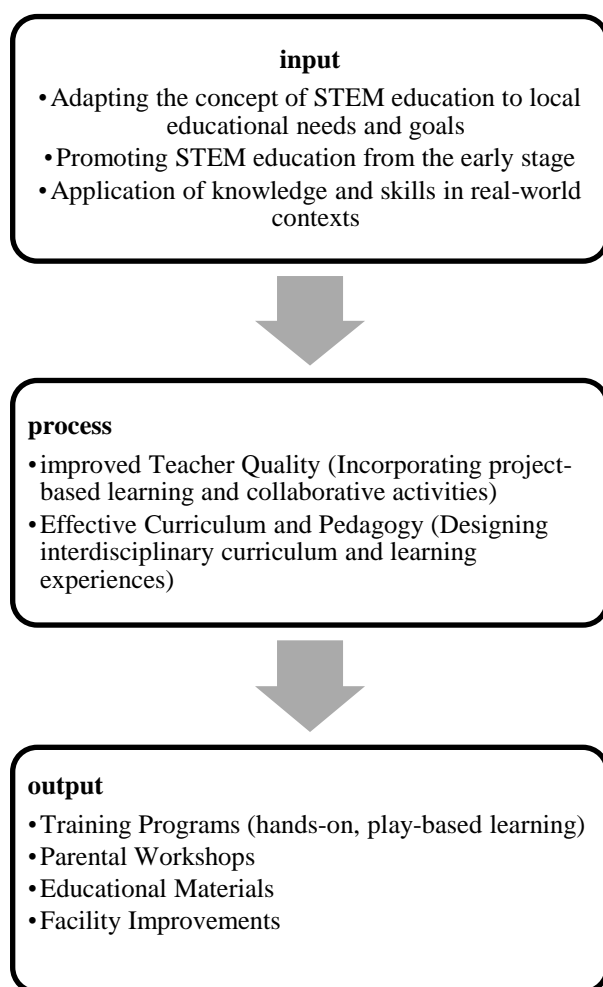 input
•Adapting the concept of STEM education to local
educational needs and goals
•Promoting STEM education from the early stage
•Application of knowledge and skills in real-world
contexts
process
•improved Teacher Quality (Incorporating project-
based learning and collaborative activities)
•Effective Curriculum and Pedagogy (Designing
interdisciplinary curriculum and learning
experiences)
output
•Training Programs (hands-on, play-based learning)
•Parental Workshops
•Educational Materials
•Facility Improvements